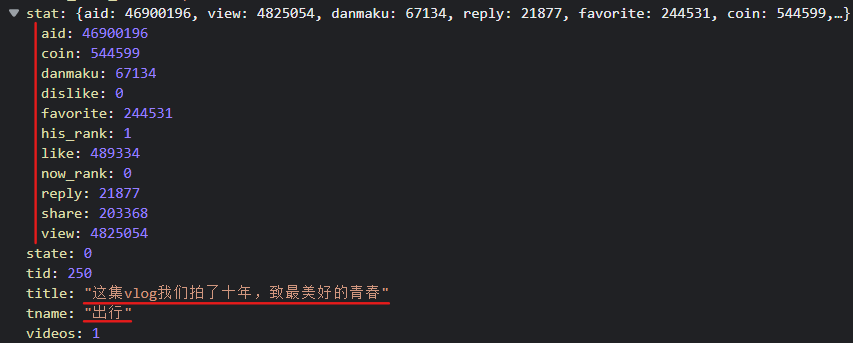 stat: {aid: 46900196, view: 4825054, danmaku: 67134, reply: 21877, favorite: 244531, coin: 544599,…}
aid: 46900196
coin: 544599
danmaku: 67134
dislike: 0
favorite: 244531
his_rank: 1
like: 489334
now_rank: 0
reply: 21877
share: 203368
view: 4825054
state: 0
tid: 250
title: "这集vlog我们拍了十年，致最美好的青春"
tname: "出行"
videos: 1